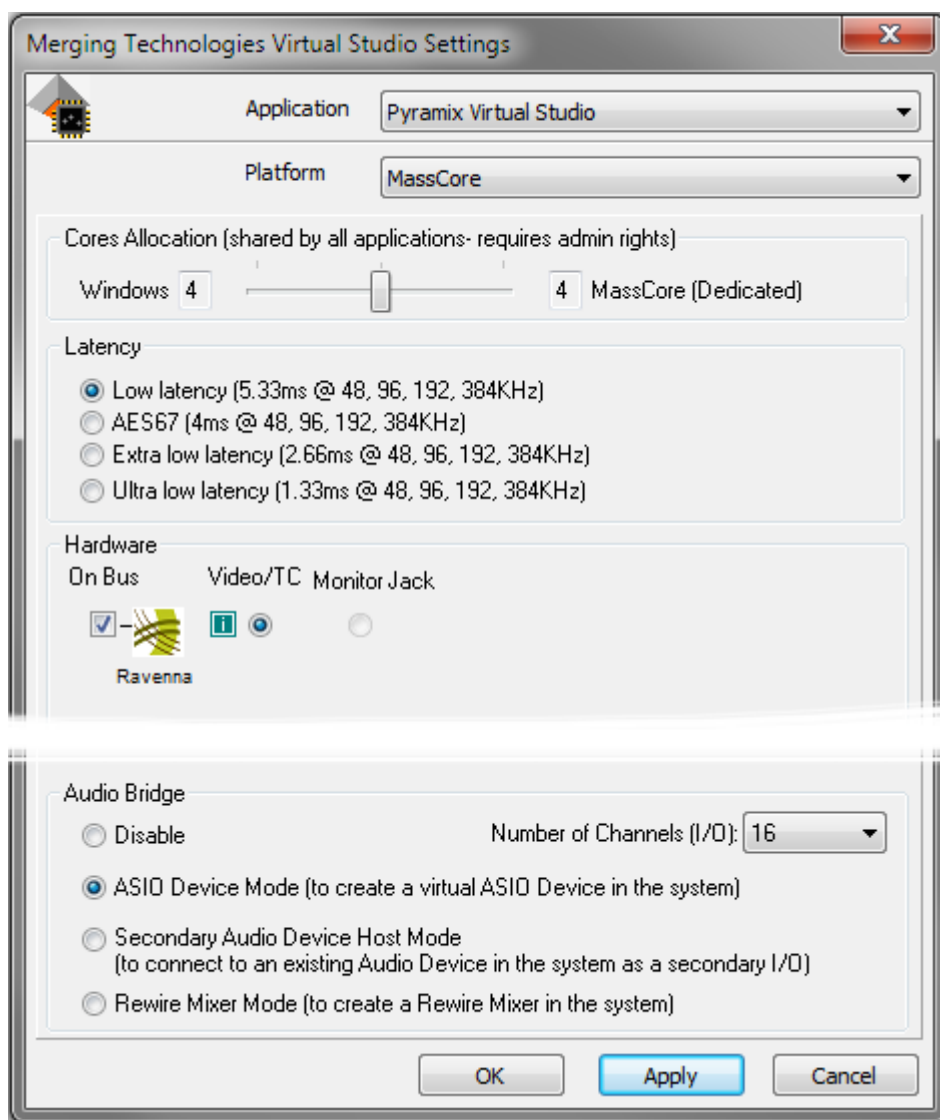 Merging Technologies Virtual Studio Settings
Application Pyramix Virtual Studio
Platform MassCore
Cores Allocation (shared by all applications- requires admin rights)
Windows 4 4 MassCore (Dedicated)
Latency
Low latency (5.33ms @ 48, 96, 192, 384KHz)
AES67 (4ms @ 48, 96, 192, 384KHz)
Extra low latency (2.66ms @ 48, 96, 192, 384KHz)
Ultra low latency (1.33ms @ 48, 96, 192, 384KHz)
Hardware
On Bus Video/TC Monitor Jack
i
Ravenna
Audio Bridge
Disable Number of Channels (I/O): 16
ASIO Device Mode (to create a virtual ASIO Device in the system)
Secondary Audio Device Host Mode
(to connect to an existing Audio Device in the system as a secondary I/O)
Rewire Mixer Mode (to create a Rewire Mixer in the system)
OK Apply Cancel